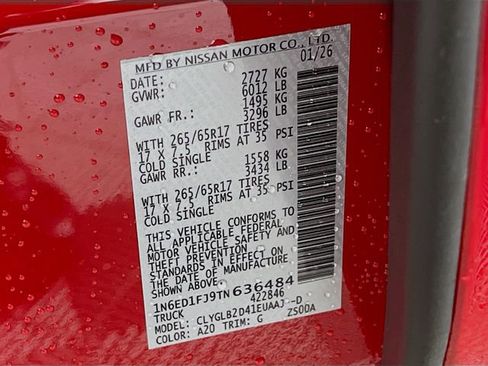 MFD BY NISSAN MOTOR CO., LTD.
DATE: 01/26
GVWR: 2727 KG
6012 LB
GAWR FR.: 1495 KG
3296 LB
WITH 265/65R17 TIRES
17 X 7.5 RIMS AT 35 PSI
COLD SINGLE
GAWR RR.: 1558 KG
3434 LB
WITH 265/65R17 TIRES
17 X 7.5 RIMS AT 35 PSI
COLD SINGLE
THIS VEHICLE CONFORMS TO
ALL APPLICABLE FEDERAL
MOTOR VEHICLE SAFETY AND
THEFT PREVENTION
STANDARDS IN EFFECT ON
THE DATE OF MANUFACTURE
SHOWN ABOVE.
1N6ED1FJ9TN636484
422846
MODEL: CLYGLB2D41EUAAJ-D
COLOR: A20 TRIM: G ZS00A